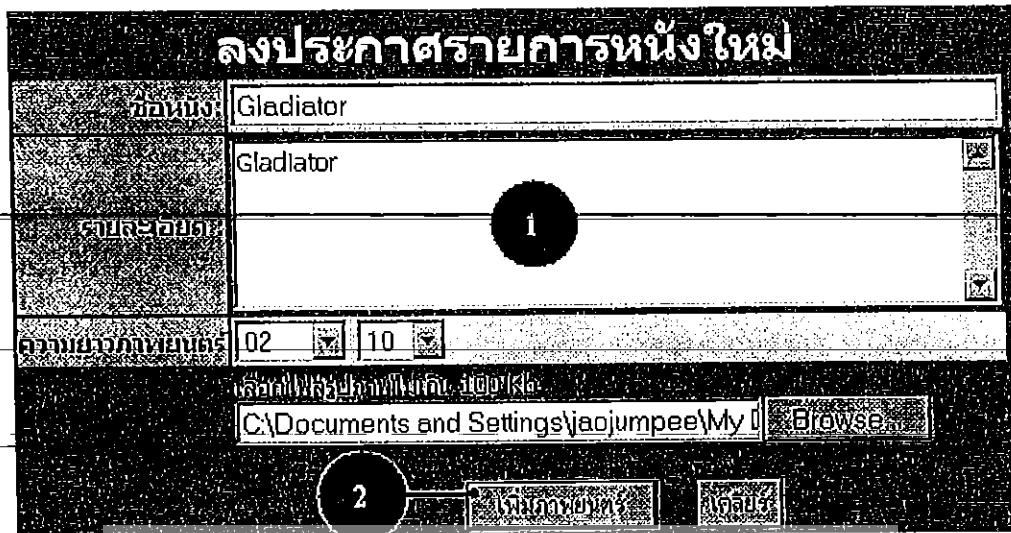 ลงประกาศรายการหนังใหม่
ชื่อหนัง: Gladiator
รายละเอียด : Gladiator
1
ความยาวภาพยนตร์ 02 10
เลือกไฟล์รูปภาพไม่เกิน 100 Kb
C:\Documents and Settings\jaojumpee\My D Browse...
2 เพิ่มภาพยนตร์ เคลียร์